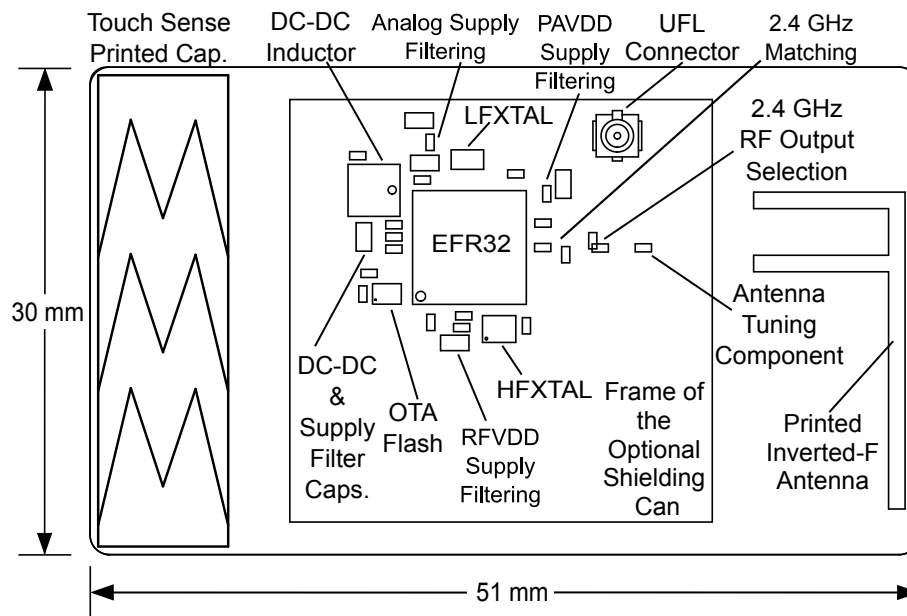 Touch Sense
Printed Cap.
DC-DC
Inductor
Analog Supply
Filtering
PAVDD
Supply
Filtering
UFL
Connector
2.4 GHz
Matching
2.4 GHz
RF Output
Selection
LFXTAL
EFR32
30 mm
Antenna
Tuning
Component
DC-DC
&
Supply
Filter
Caps.
OTA
Flash
RFVDD
Supply
Filtering
HFXTAL
Frame of
the
Optional
Shielding
Can
Printed
Inverted-F
Antenna
51 mm